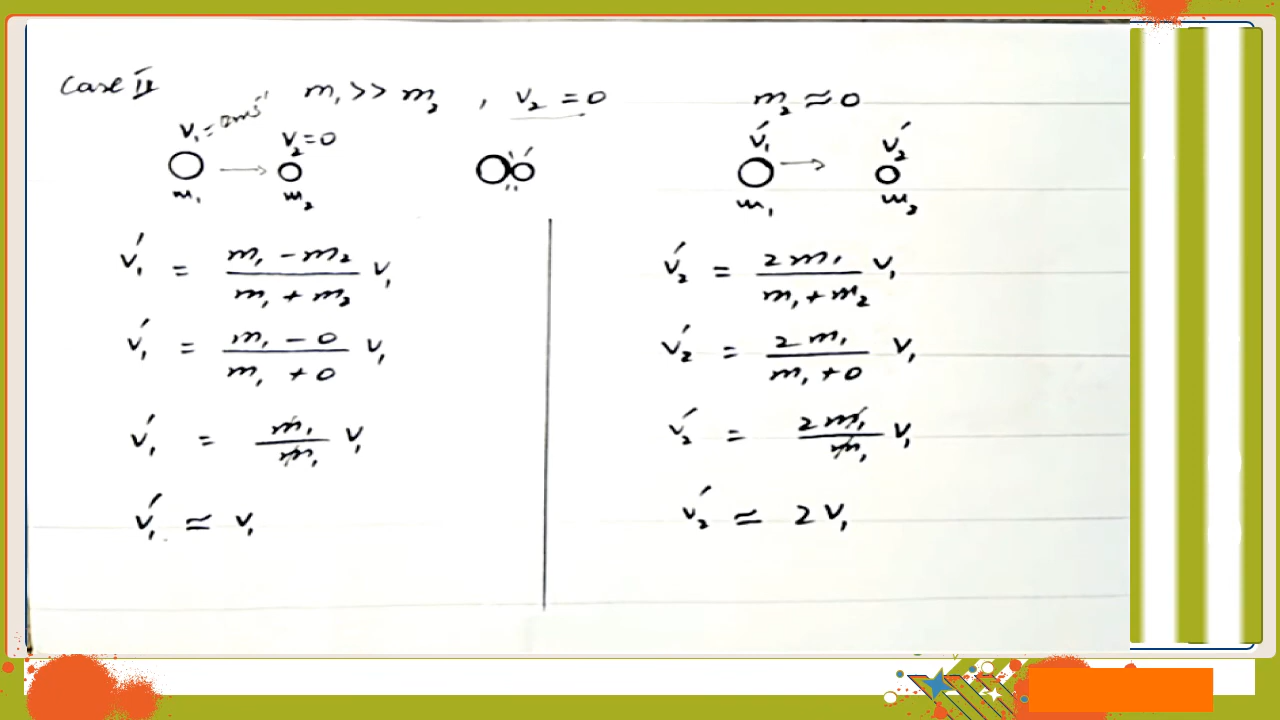 Case II m₁ >> m₂ , v₂ = 0 m₂ ≈ 0
v₁ = ms⁻¹ v₂ = 0 v₁′ v₂′
m₁ m₂ m₁ m₂
v₁′ = (m₁ − m₂)/(m₁ + m₂) v₁
v₁′ = (m₁ − 0)/(m₁ + 0) v₁
v₁′ = m₁/m₁ v₁
v₁′ ≃ v₁
v₂′ = 2m₁/(m₁ + m₂) v₁
v₂′ = 2m₁/(m₁ + 0) v₁
v₂′ = 2m₁/m₁ v₁
v₂′ ≃ 2v₁